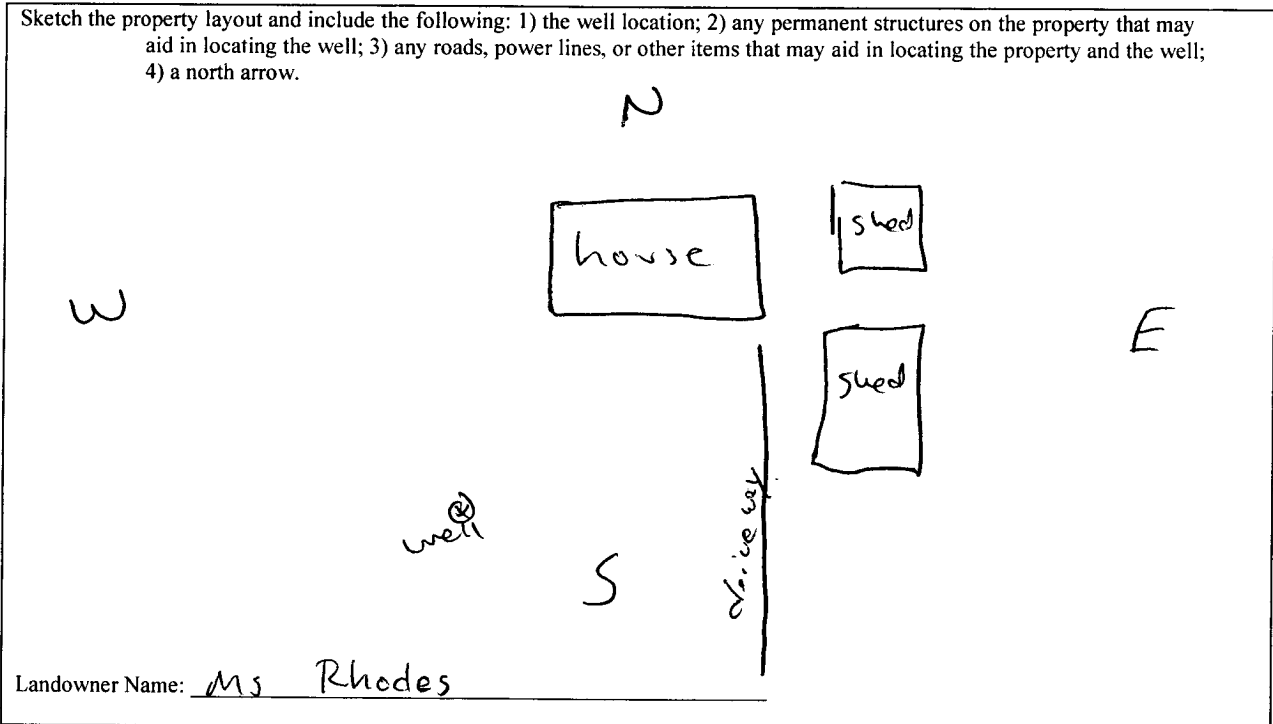 Sketch the property layout and include the following: 1) the well location; 2) any permanent structures on the property that may
aid in locating the well; 3) any roads, power lines, or other items that may aid in locating the property and the well;
4) a north arrow.
N
house
shed
W
E
shed
well
S
drive way
Landowner Name: Ms Rhodes